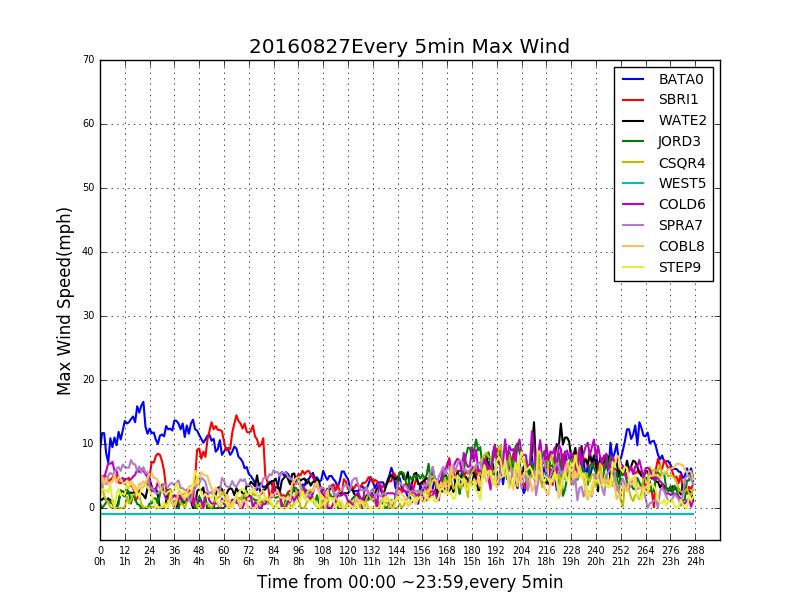 20160827Every 5min Max Wind
BATA0
SBRI1
WATE2
JORD3
CSQR4
WEST5
COLD6
SPRA7
COBL8
STEP9
Max Wind Speed(mph)
70
60
50
40
30
20
10
0
0 12 24 36 48 60 72 84 96 108 120 132 144 156 168 180 192 204 216 228 240 252 264 276 288
0h 1h 2h 3h 4h 5h 6h 7h 8h 9h 10h 11h 12h 13h 14h 15h 16h 17h 18h 19h 20h 21h 22h 23h 24h
Time from 00:00 ~23:59,every 5min